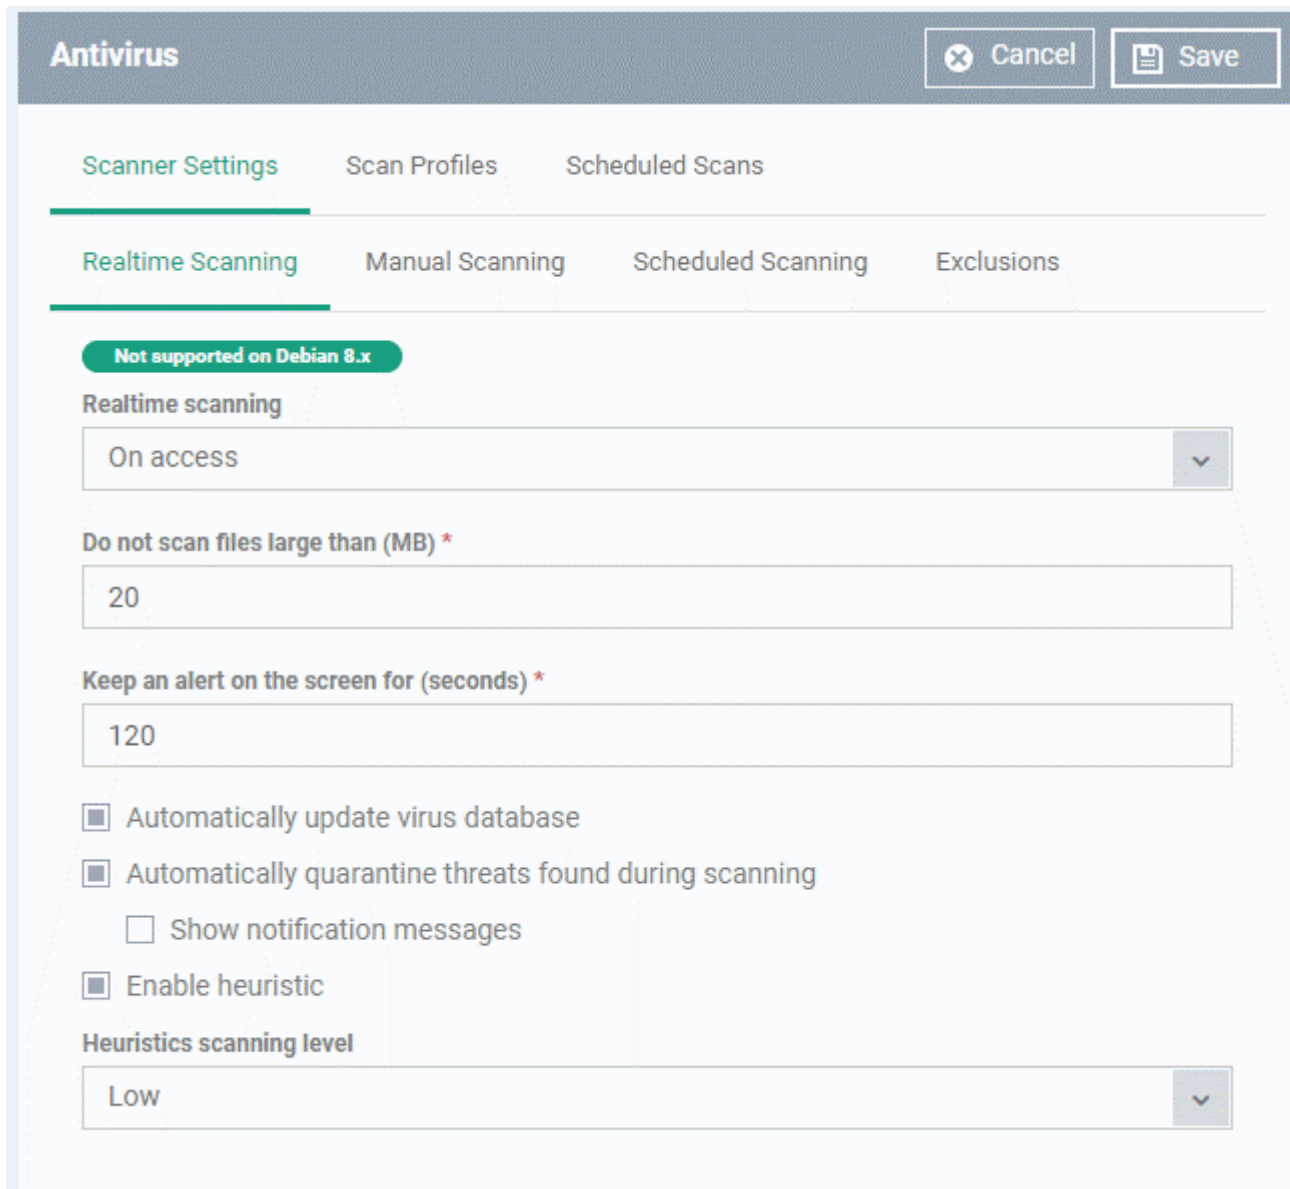 Antivirus
Cancel
Save
Scanner Settings
Scan Profiles
Scheduled Scans
Realtime Scanning
Manual Scanning
Scheduled Scanning
Exclusions
Not supported on Debian 8.x
Realtime scanning
On access
Do not scan files large than (MB) *
20
Keep an alert on the screen for (seconds) *
120
Automatically update virus database
Automatically quarantine threats found during scanning
Show notification messages
Enable heuristic
Heuristics scanning level
Low